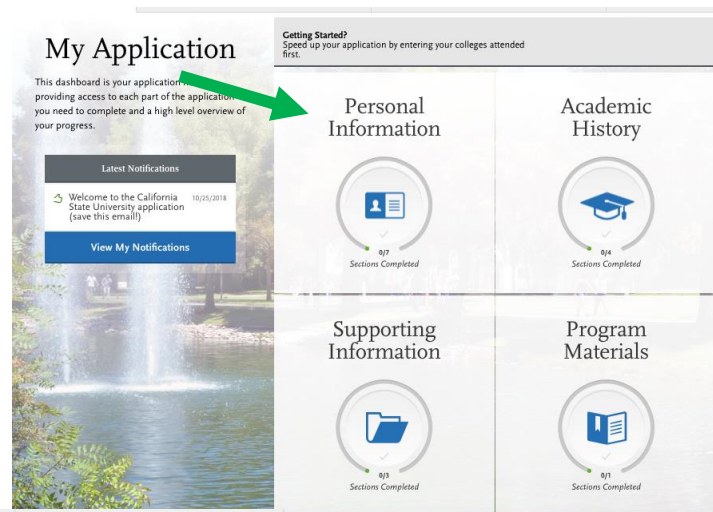 My Application
This dashboard is your application
providing access to each part of the application
you need to complete and a high level overview of
your progress.
Latest Notifications
Welcome to the California
10/25/2018
State University application
(save this email!)
View My Notifications
Getting Started?
Speed up your application by entering your colleges attended
first.
Personal
Information
0/7
Sections Completed
Academic
History
0/4
Sections Completed
Supporting
Information
0/3
Sections Completed
Program
Materials
0/1
Sections Completed